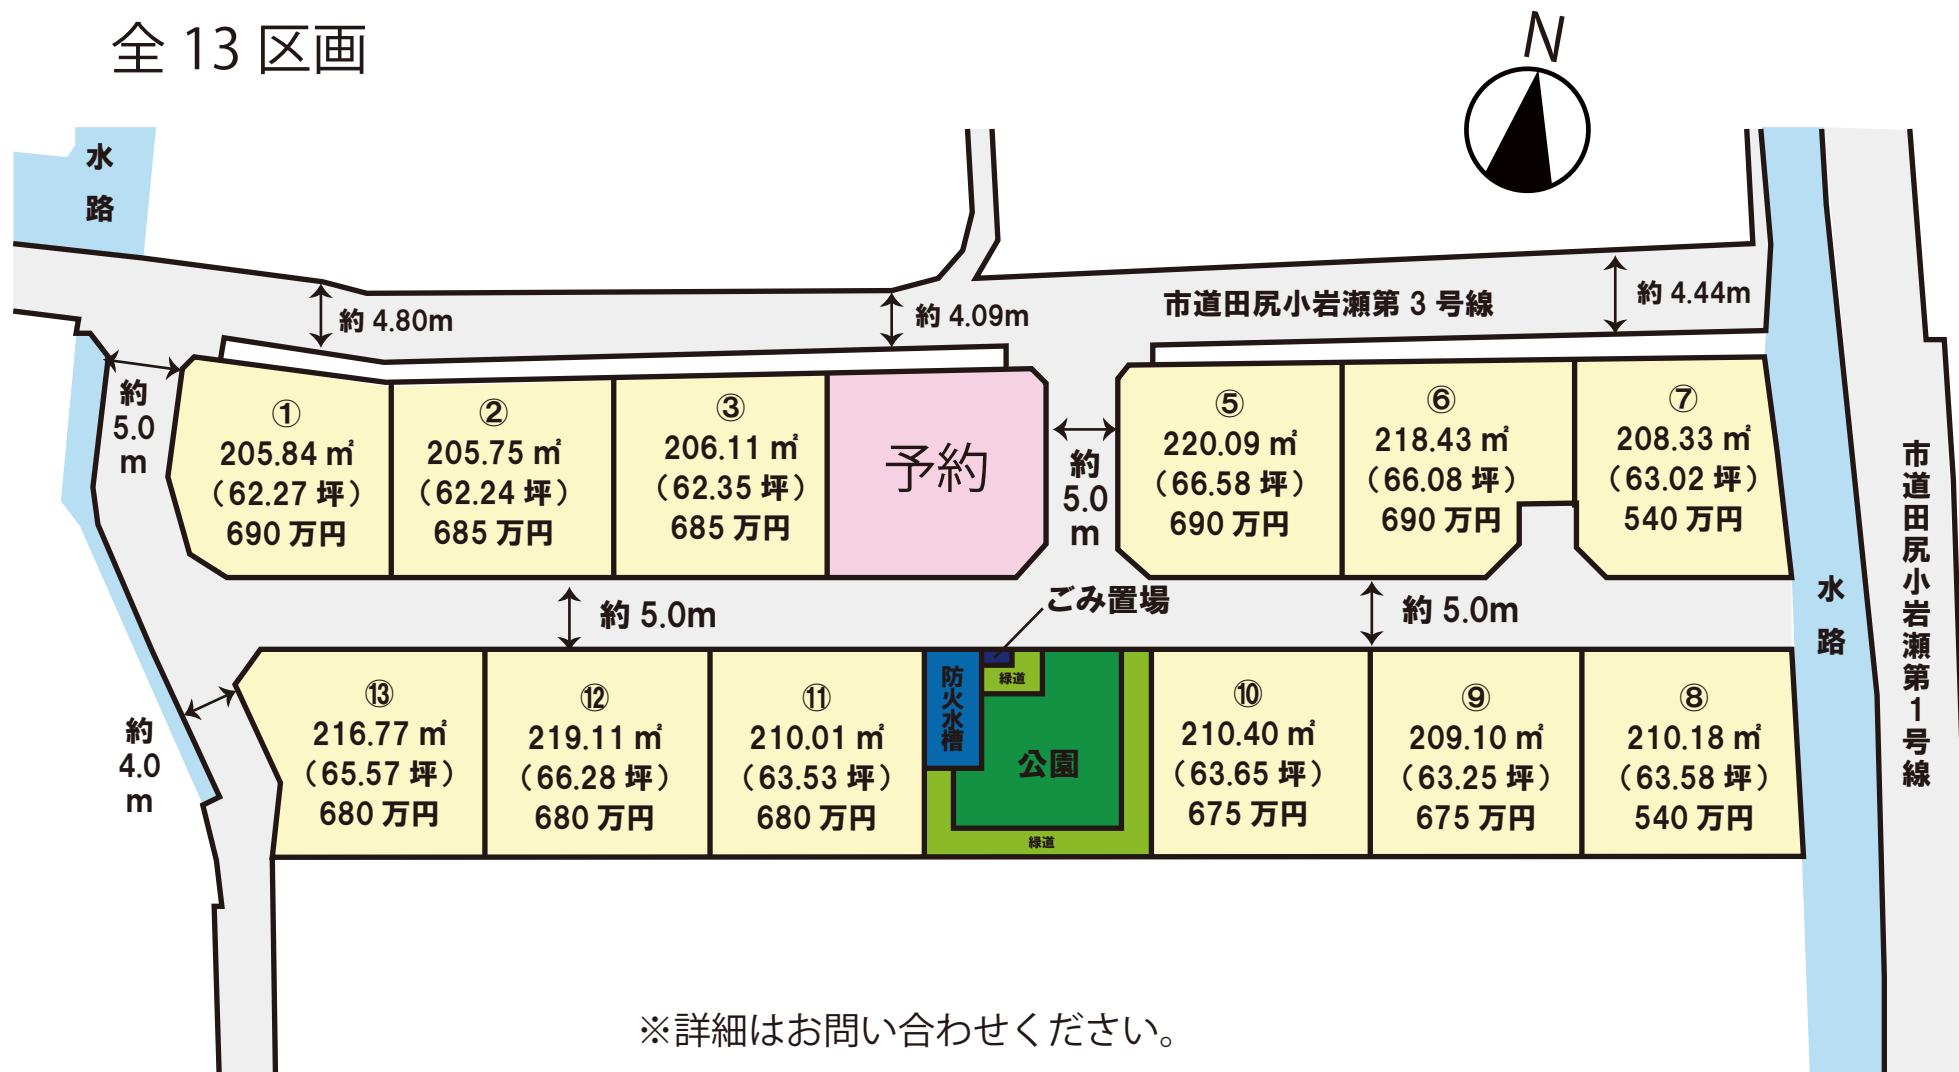 全 13 区画
N
水
路
約 4.80m
約 4.09m
市道田尻小岩瀬第 3 号線
約 4.44m
約
5.0
m
①
205.84 ㎡
（62.27 坪）
690 万円
②
205.75 ㎡
（62.24 坪）
685 万円
③
206.11 ㎡
（62.35 坪）
685 万円
予約
約
5.0
m
⑤
220.09 ㎡
（66.58 坪）
690 万円
⑥
218.43 ㎡
（66.08 坪）
690 万円
⑦
208.33 ㎡
（63.02 坪）
540 万円
市道田尻小岩瀬第1号線
水
路
約 5.0m
ごみ置場
約 5.0m
約
4.0
m
⑬
216.77 ㎡
（65.57 坪）
680 万円
⑫
219.11 ㎡
（66.28 坪）
680 万円
⑪
210.01 ㎡
（63.53 坪）
680 万円
防火水槽
緑道
公園
緑道
⑩
210.40 ㎡
（63.65 坪）
675 万円
⑨
209.10 ㎡
（63.25 坪）
675 万円
⑧
210.18 ㎡
（63.58 坪）
540 万円
※詳細はお問い合わせください。